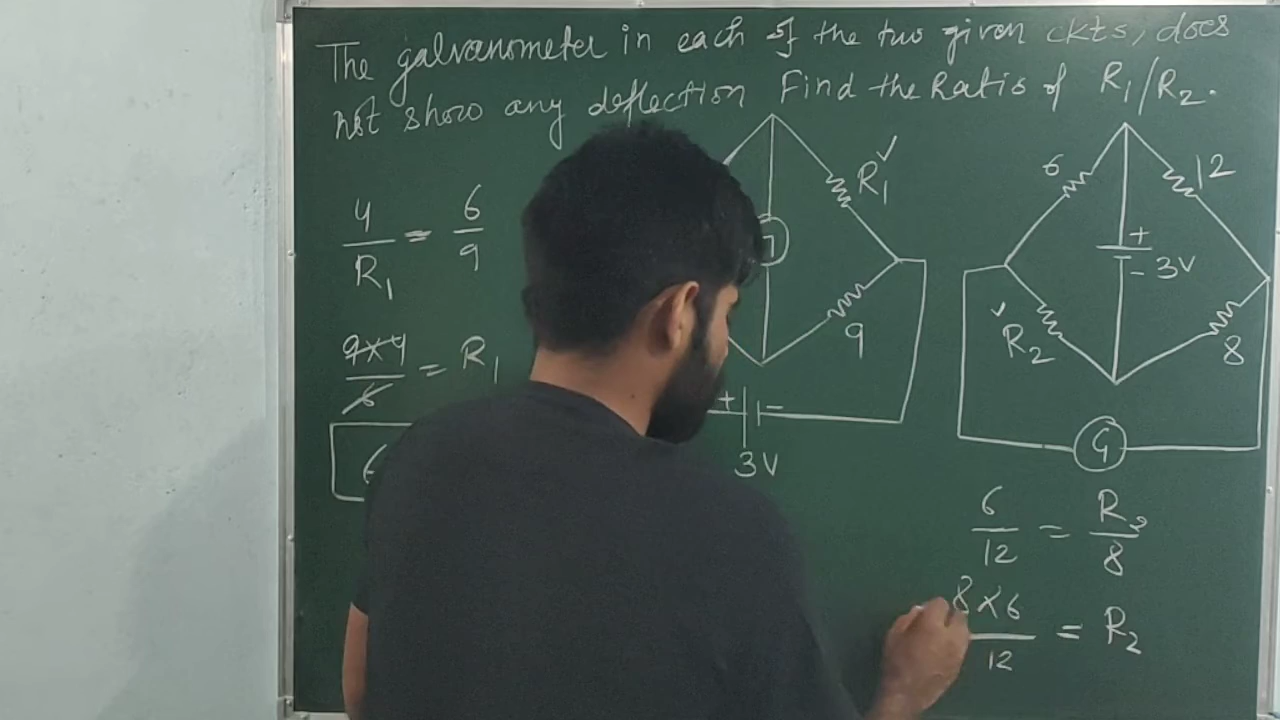 The galvanometer in each of the two given ckts, does
not show any deflection Find the Ratio of R1/R2.
4/R1 = 6/9
9×4/6 = R1
6
R1
9
+ -
3V
6
12
+
- 3V
R2
8
G
6/12 = R2/8
8×6/12 = R2